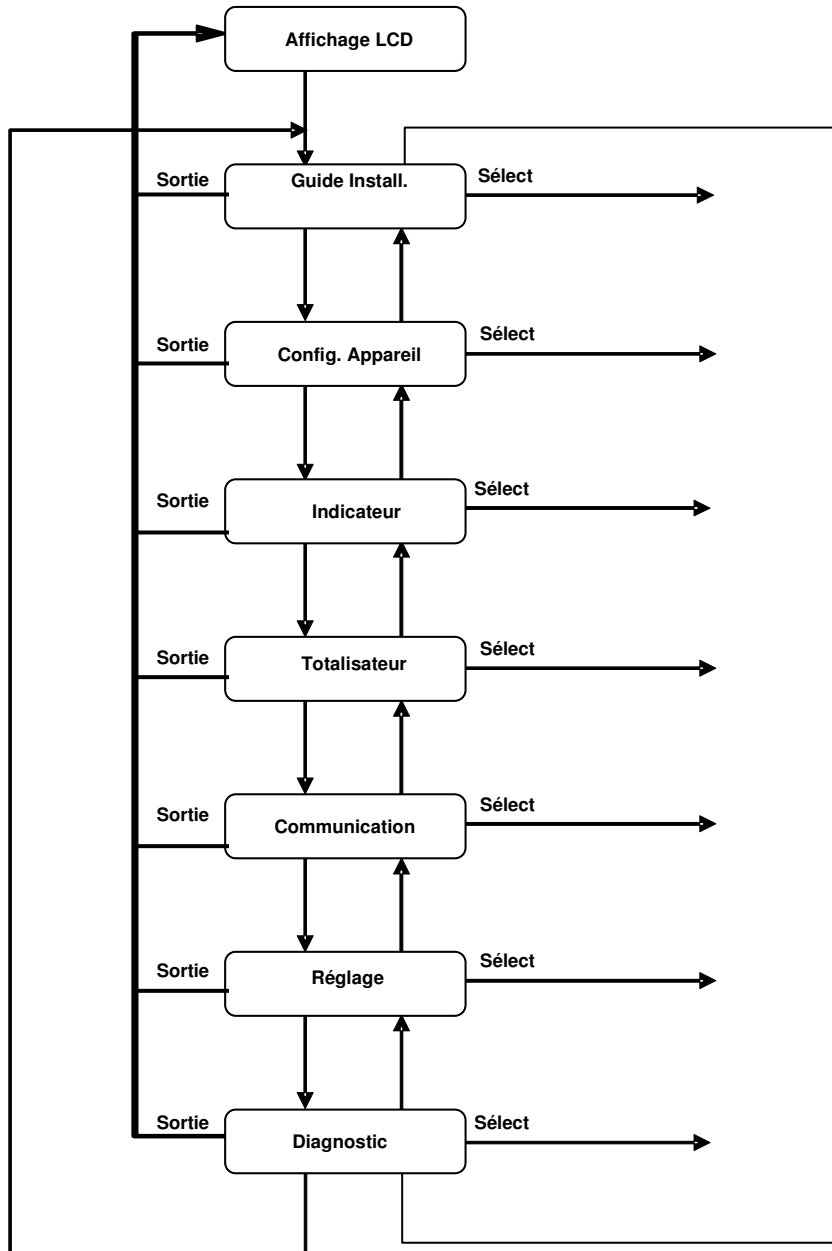 Affichage LCD
Sortie
Guide Install.
Sélect
Sortie
Config. Appareil
Sélect
Sortie
Indicateur
Sélect
Sortie
Totalisateur
Sélect
Sortie
Communication
Sélect
Sortie
Réglage
Sélect
Sortie
Diagnostic
Sélect